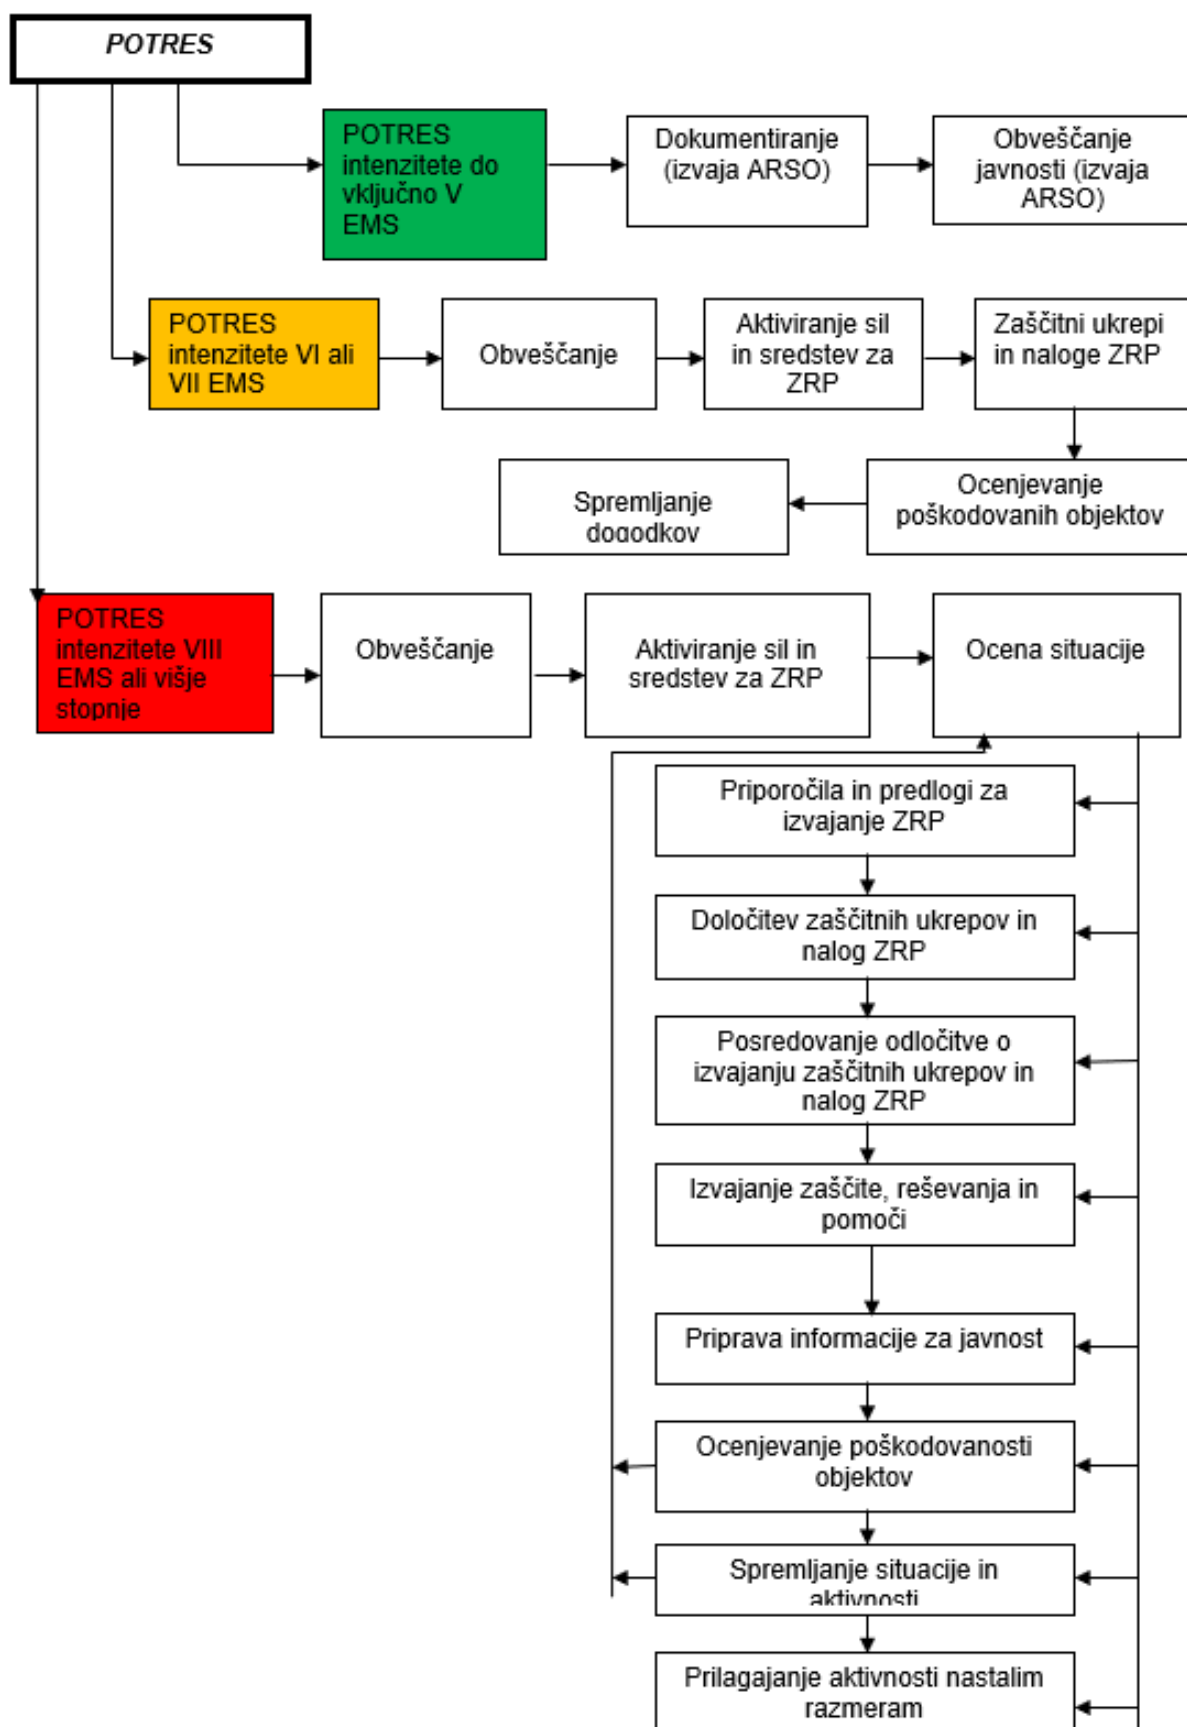 POTRES
POTRES
intenzitete do
vključno V
EMS
Dokumentiranje
(izvaja ARSO)
Obveščanje
javnosti (izvaja
ARSO)
POTRES
intenzitete VI ali
VII EMS
Obveščanje
Aktiviranje sil
in sredstev za
ZRP
Zaščitni ukrepi
in naloge ZRP
Ocenjevanje
poškodovanih objektov
Spremljanje
dogodkov
POTRES
intenzitete VIII
EMS ali višje
stopnje
Obveščanje
Aktiviranje sil in
sredstev za ZRP
Ocena situacije
Priporočila in predlogi za
izvajanje ZRP
Določitev zaščitnih ukrepov in
nalog ZRP
Posredovanje odločitve o
izvajanju zaščitnih ukrepov in
nalog ZRP
Izvajanje zaščite, reševanja in
pomoči
Priprava informacije za javnost
Ocenjevanje poškodovanosti
objektov
Spremljanje situacije in
aktivnosti
Prilagajanje aktivnosti nastalim
razmeram